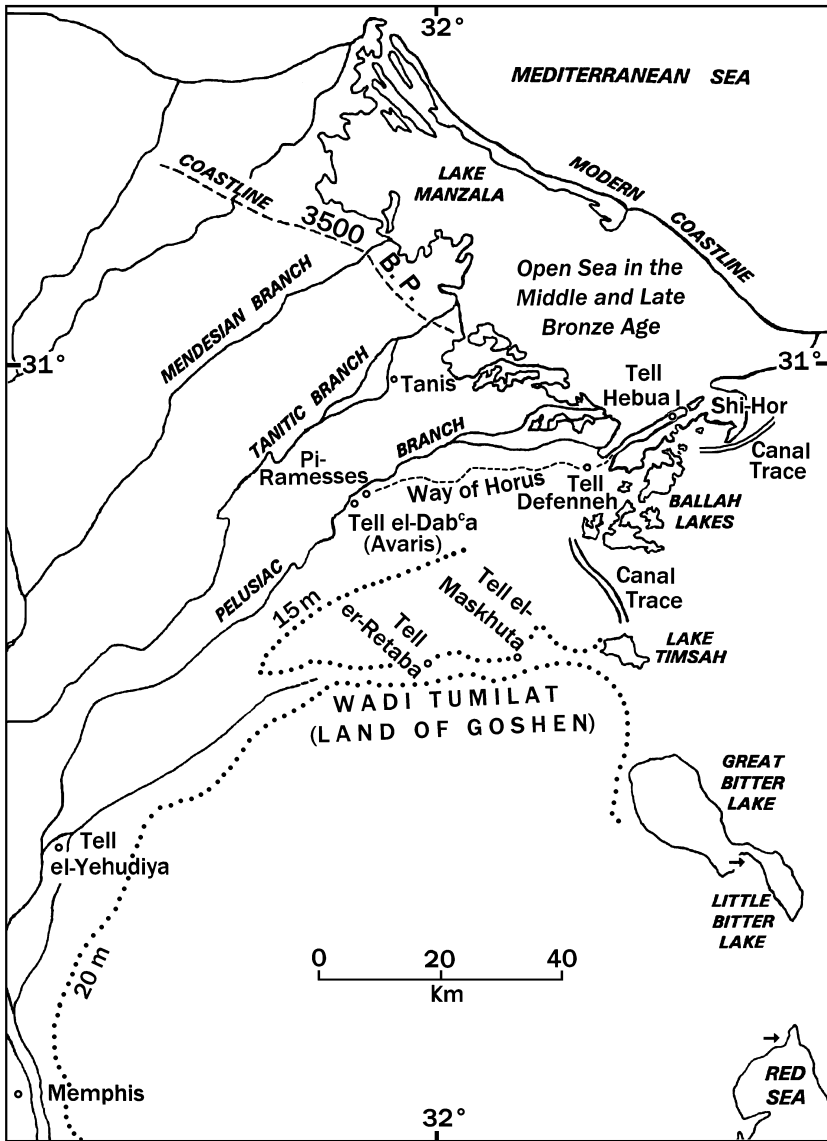 32°
MEDITERRANEAN SEA
COASTLINE
3500
B. P.
LAKE
MANZALA
MODERN
COASTLINE
MENDESIAN BRANCH
Open Sea in the
Middle and Late
Bronze Age
31°
31°
TANITIC BRANCH
Tanis
Tell
Hebua I
Shi-Hor
Canal
Trace
PELUSIAC
BRANCH
Pi-
Ramesses
Way of Horus
Tell
Defenneh
BALLAH
LAKES
Tell el-Dabᶜa
(Avaris)
Canal
Trace
15 m
Tell
er-Retaba
Tell el-
Maskhuta
LAKE
TIMSAH
WADI TUMILAT
(LAND OF GOSHEN)
GREAT
BITTER
LAKE
Tell
el-Yehudiya
LITTLE
BITTER
LAKE
20 m
0 20 40
Km
RED
SEA
Memphis
32°